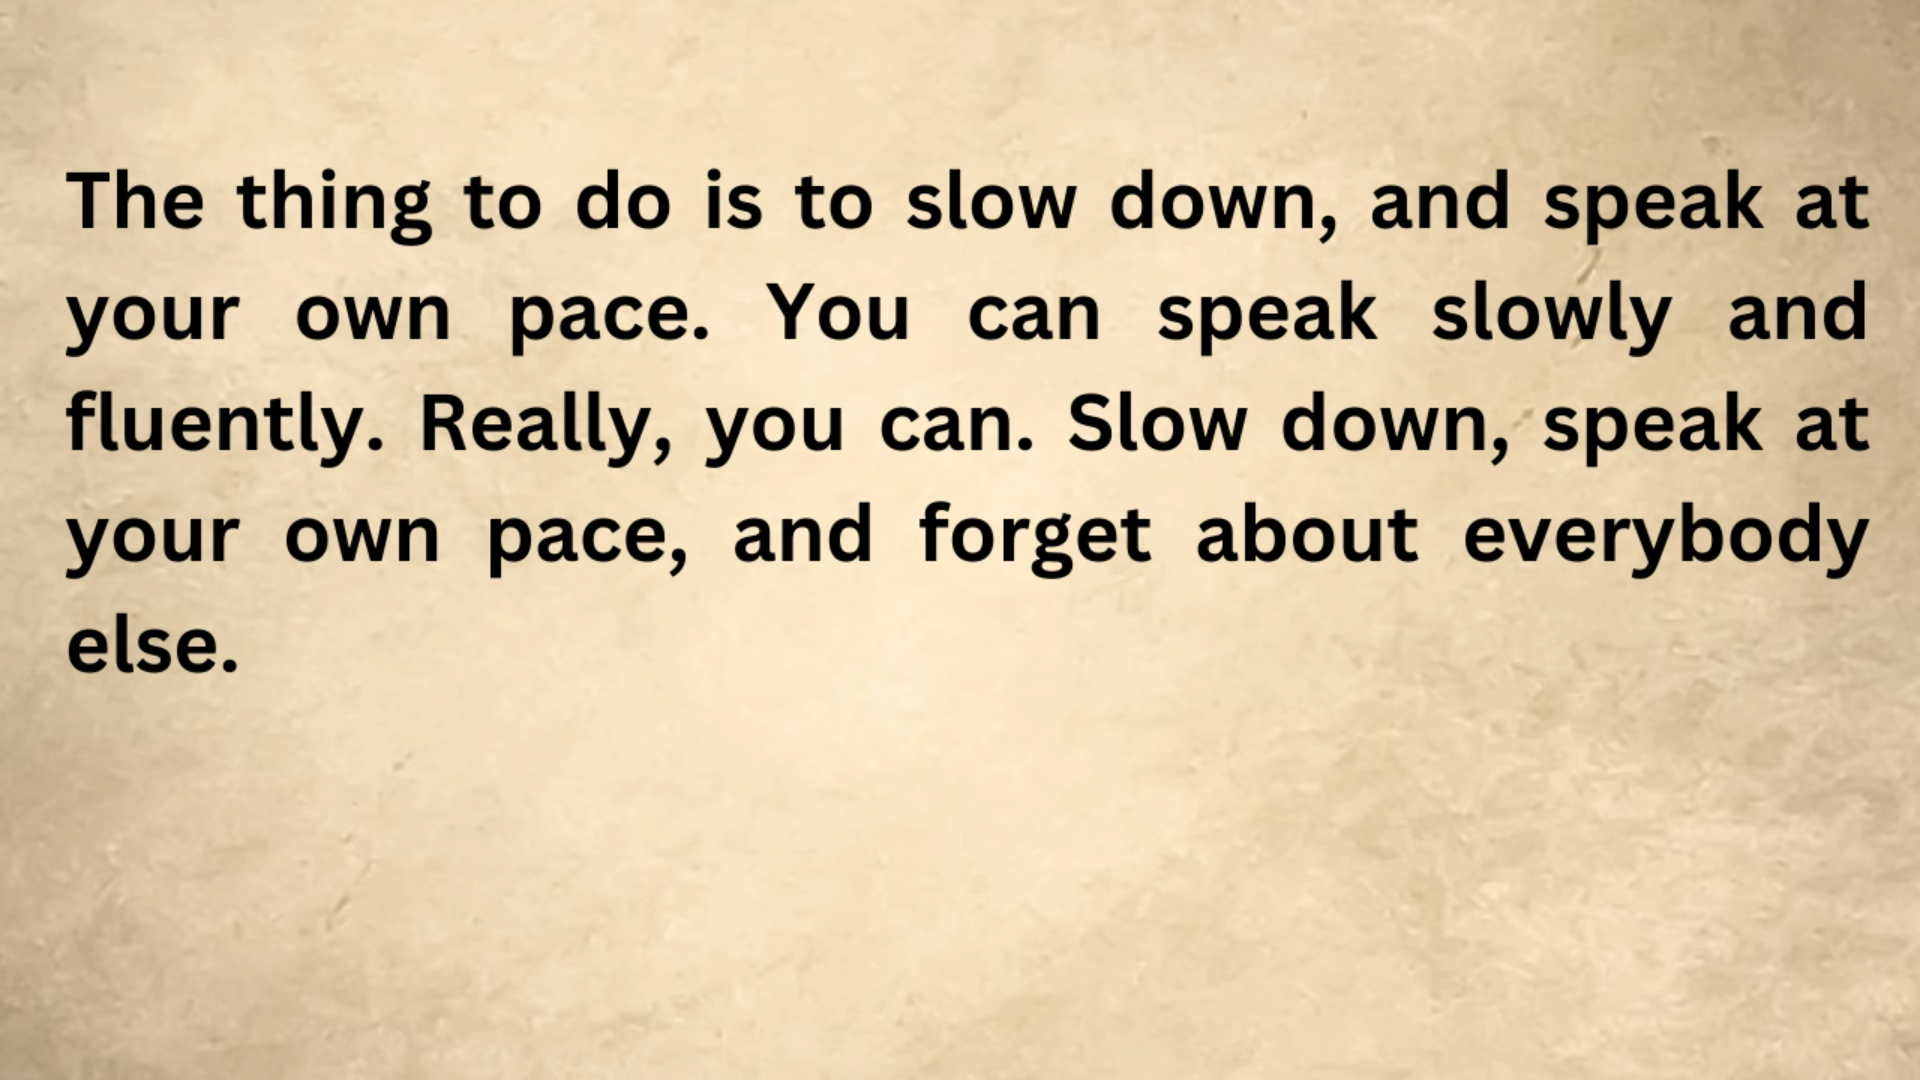 The thing to do is to slow down, and speak at
your own pace. You can speak slowly and
fluently. Really, you can. Slow down, speak at
your own pace, and forget about everybody
else.